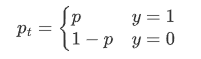 p_t = { p y = 1
1 − p y = 0